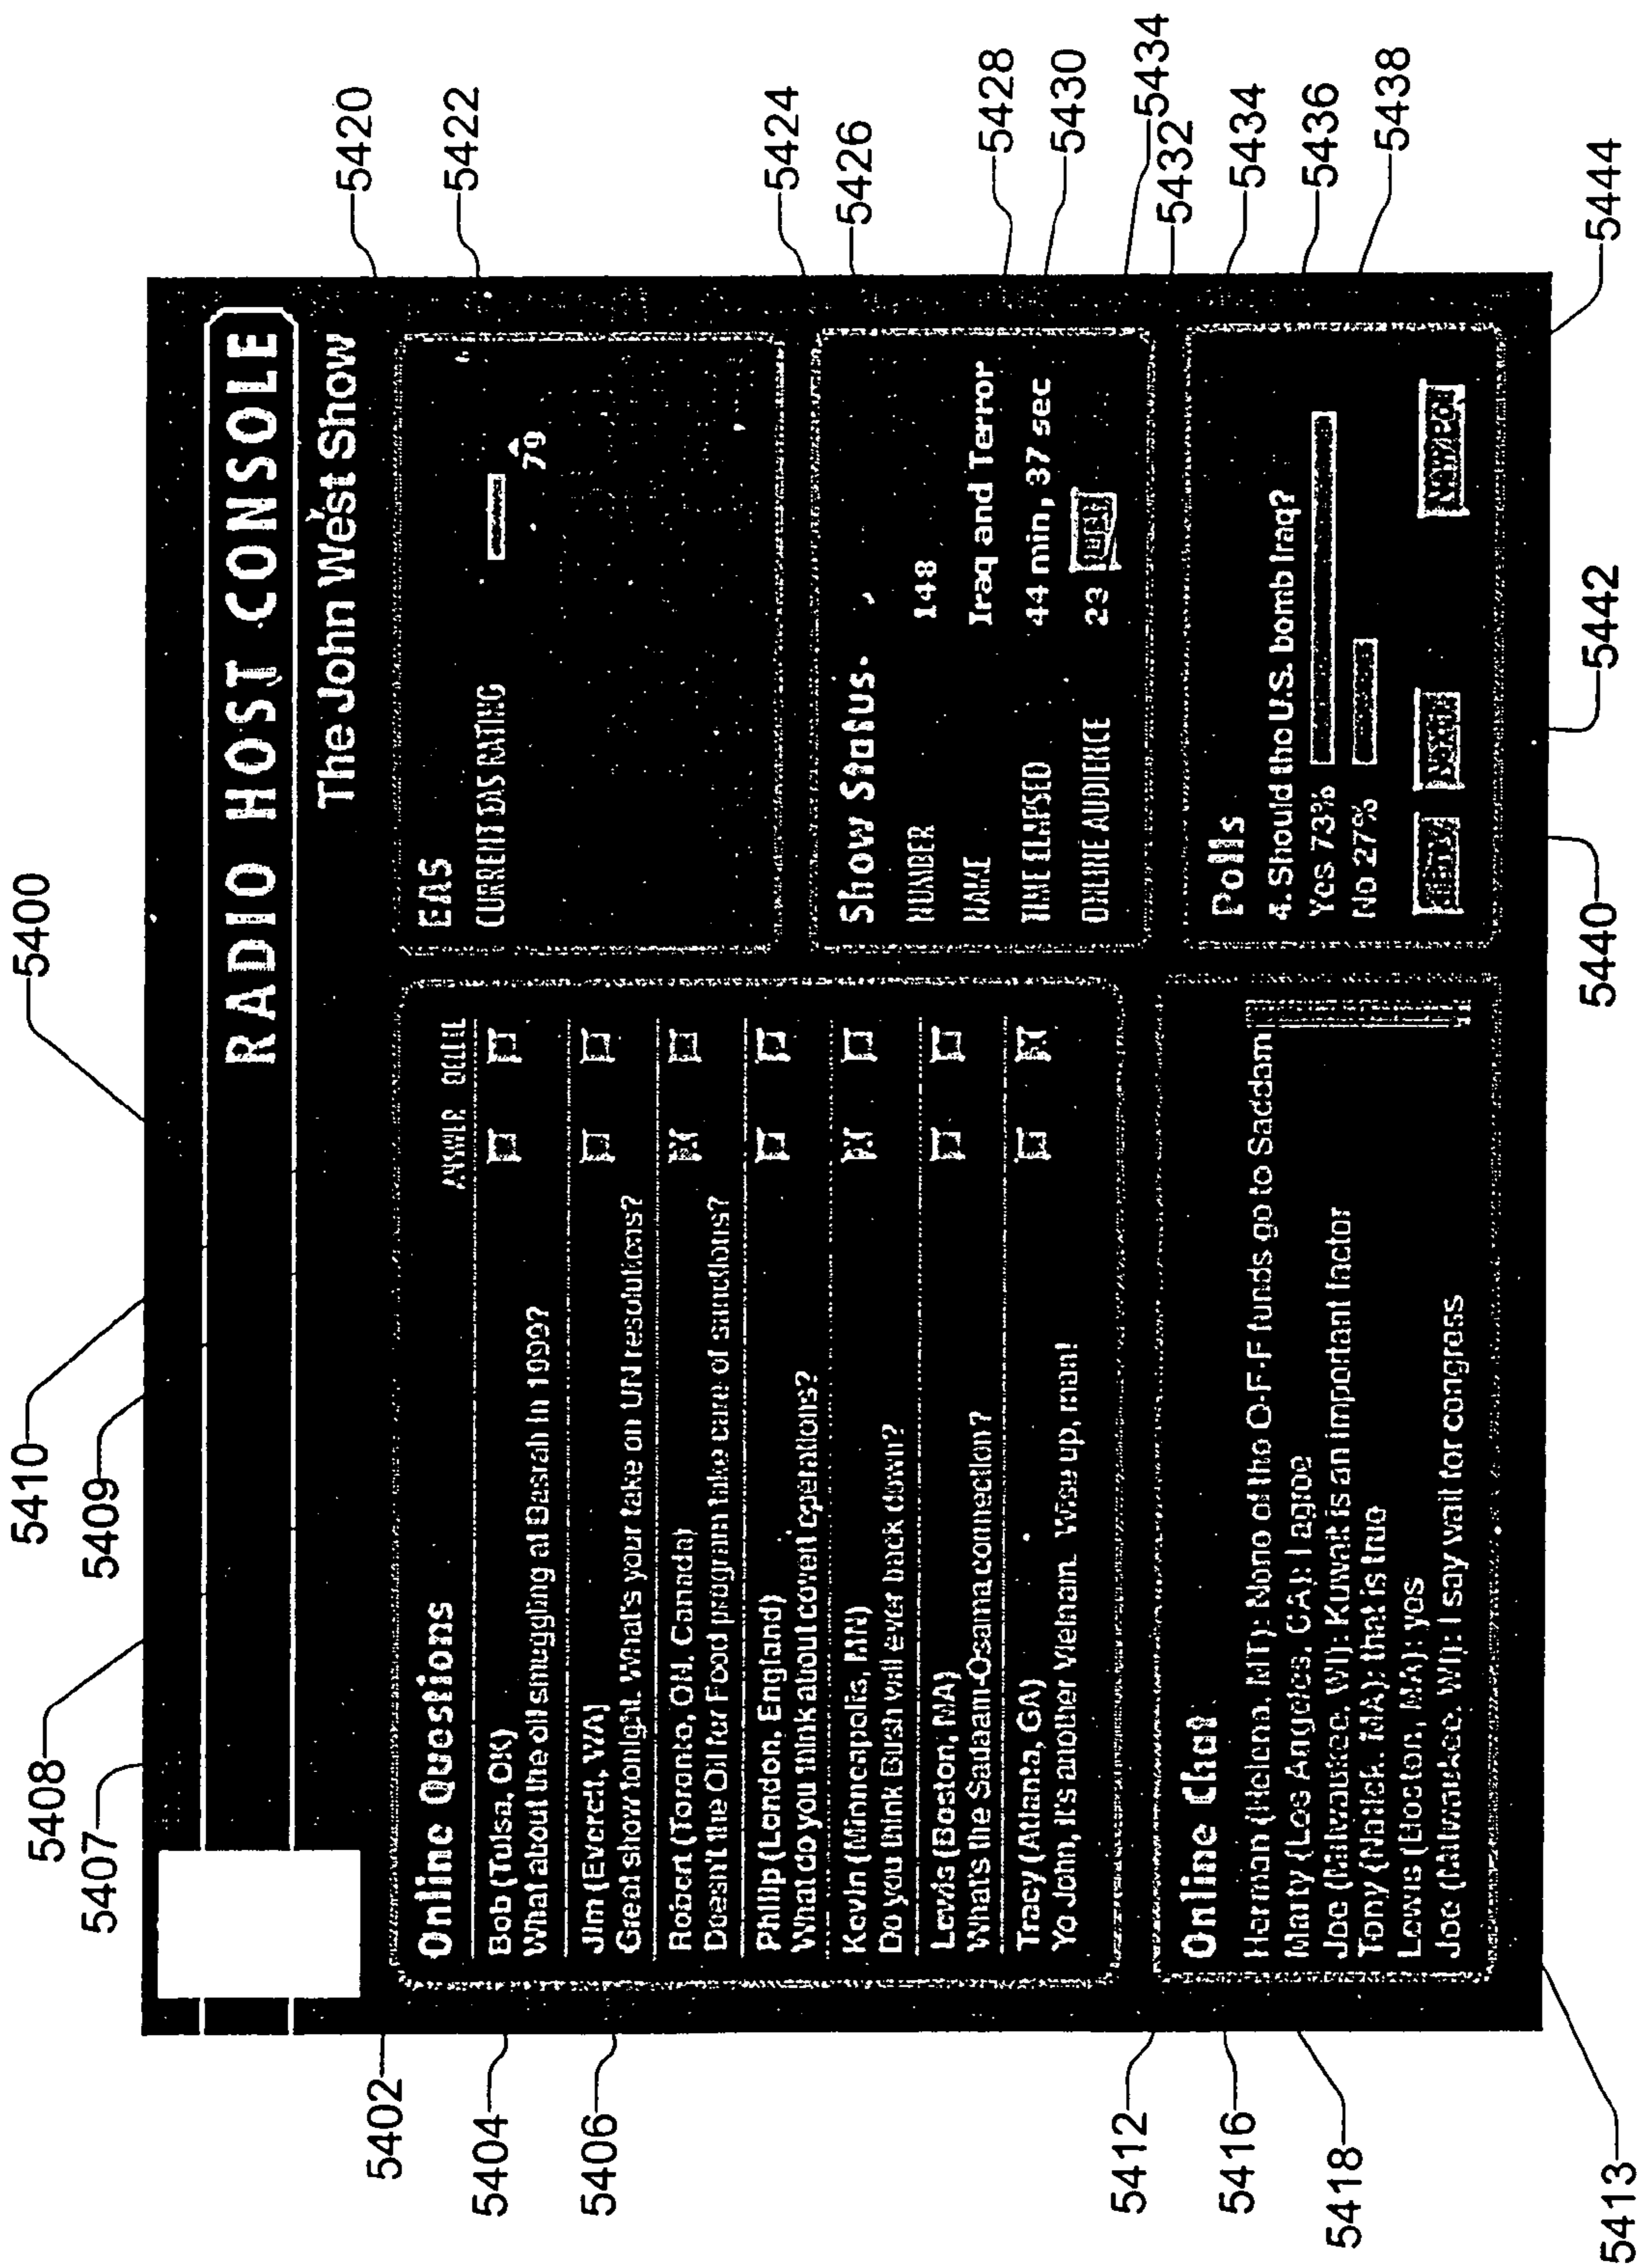 5400
5410
5409
5408
5407
RADIO HOST CONSOLE
The John West Show
5402
5404
5406
5412
5416
5418
5413
Online Questions
ANSWER DELETE
Bob (Tulsa, OK)
What about the oil smuggling at Basrah in 1999?
Jim (Everett, WA)
Great show tonight. What's your take on UN resolutions?
Robert (Toronto, OH, Canada)
Doesn't the Oil for Food program take care of sanctions?
Philip (London, England)
What do you think about covert operations?
Kevin (Minneapolis, MN)
Do you think Bush will ever back down?
Lewis (Boston, MA)
What's the Sadaam-Osama connection?
Tracy (Atlanta, GA)
Yo John, it's another Vietnam. Wise up, man!
Online Chat
Herman (Helena, MT): None of the O-F-F funds go to Saddam
Marty (Los Angeles, CA): I agree
Joe (Milwaukee, WI): Kuwait is an important factor
Tony (Natick, MA): that is true
Lewis (Boston, MA): yes
Joe (Milwaukee, WI): I say wait for congress
EAS
CURRENT EAS RATING
79
Show Status
NUMBER 148
NAME Iraq and Terror
TIME ELAPSED 44 min, 37 sec
ONLINE AUDIENCE 23
Polls
4. Should the U.S. bomb Iraq?
Yes 73%
No 27%
New Poll
5420
5422
5424
5426
5428
5430
5434
5432
5434
5436
5438
5444
5442
5440